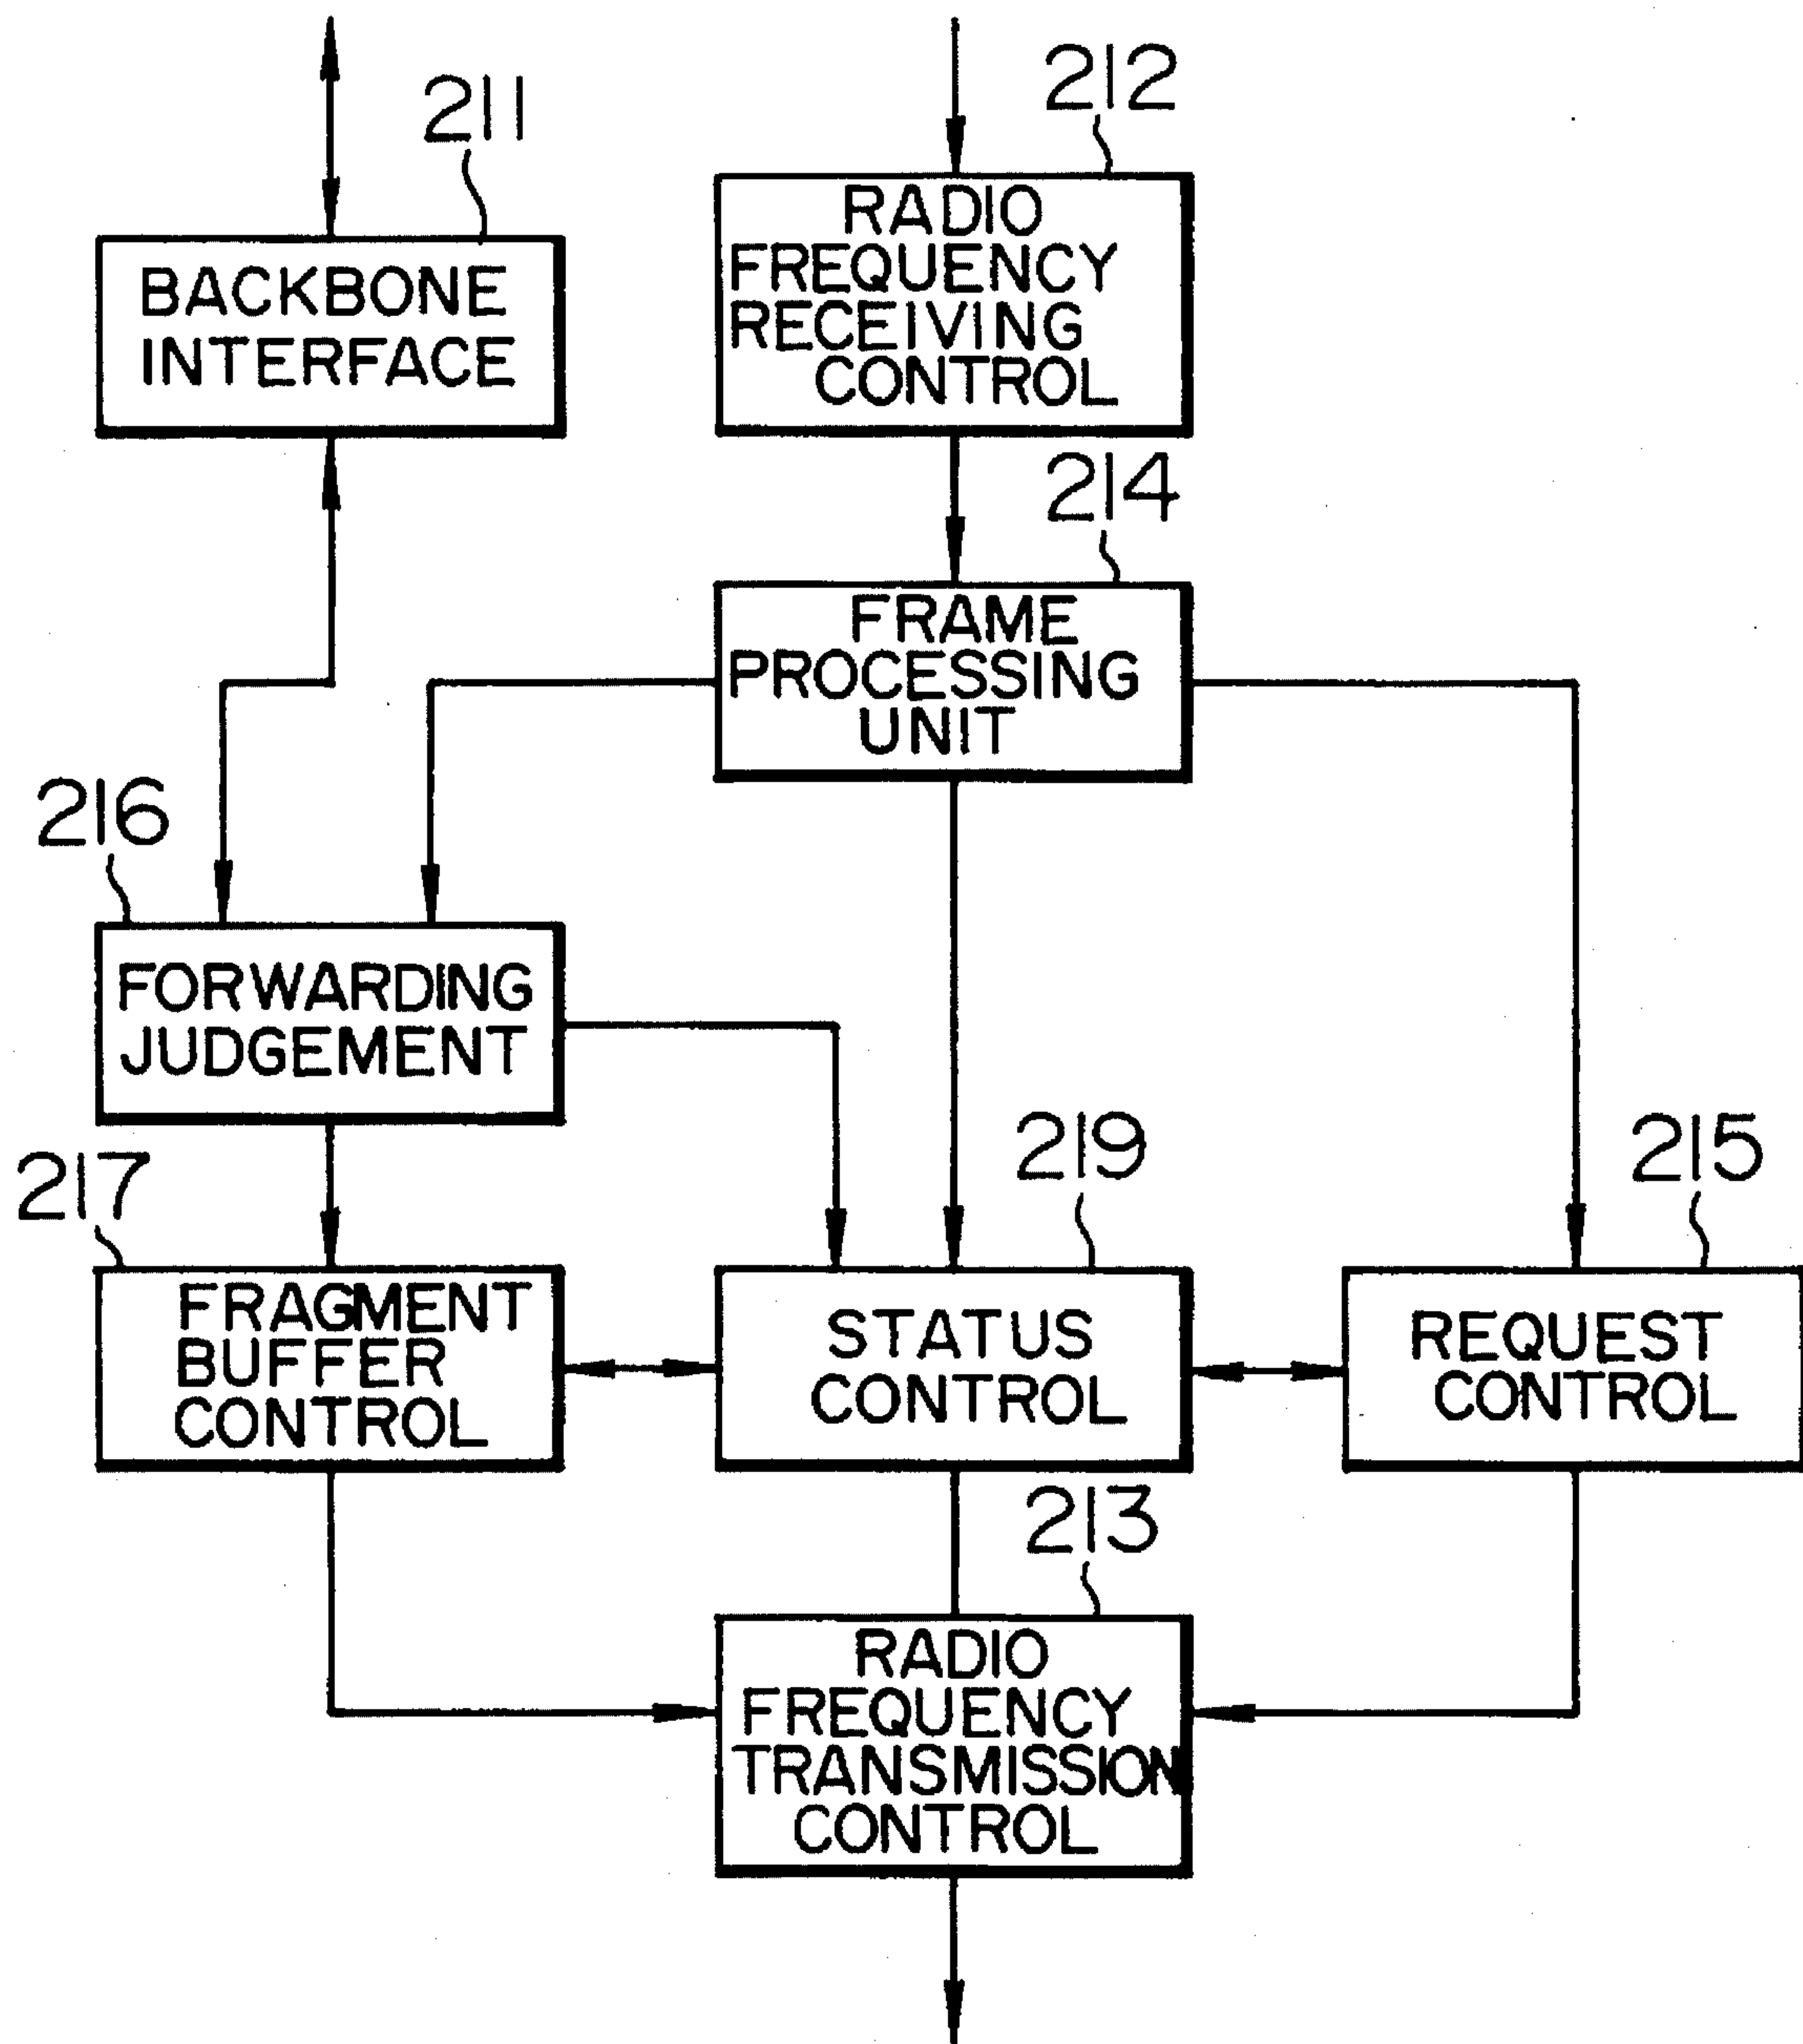 211
212
BACKBONE
INTERFACE
RADIO
FREQUENCY
RECEIVING
CONTROL
214
FRAME
PROCESSING
UNIT
216
FORWARDING
JUDGEMENT
217
219
215
FRAGMENT
BUFFER
CONTROL
STATUS
CONTROL
REQUEST
CONTROL
213
RADIO
FREQUENCY
TRANSMISSION
CONTROL